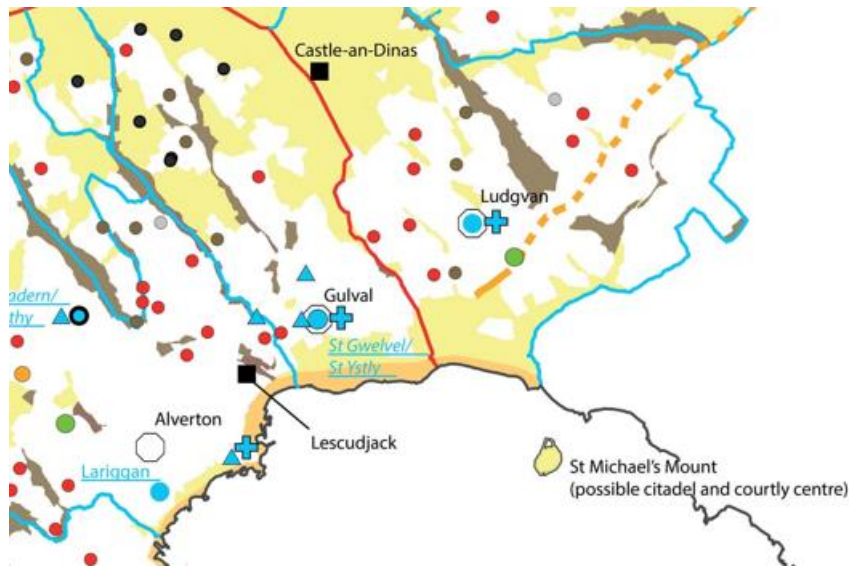 Castle-an-Dinas
Ludgvan
adern/
thy
Gulval
St Gwelvel/
St Ystly
Alverton
Lescudjack
Lariggan
St Michael's Mount
(possible citadel and courtly centre)